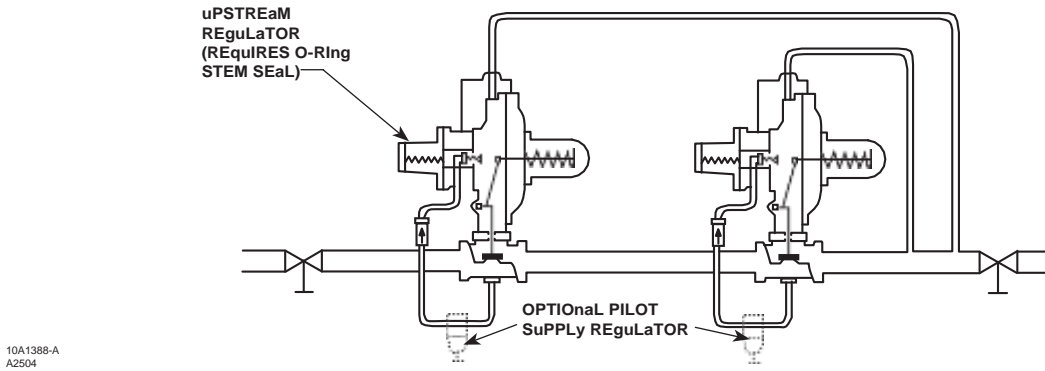 uPSTREaM
REguLaTOR
(REquIRES O-RIng
STEM SEaL)
OPTIOnaL PILOT
SuPPLy REguLaTOR
10A1388-A
A2504